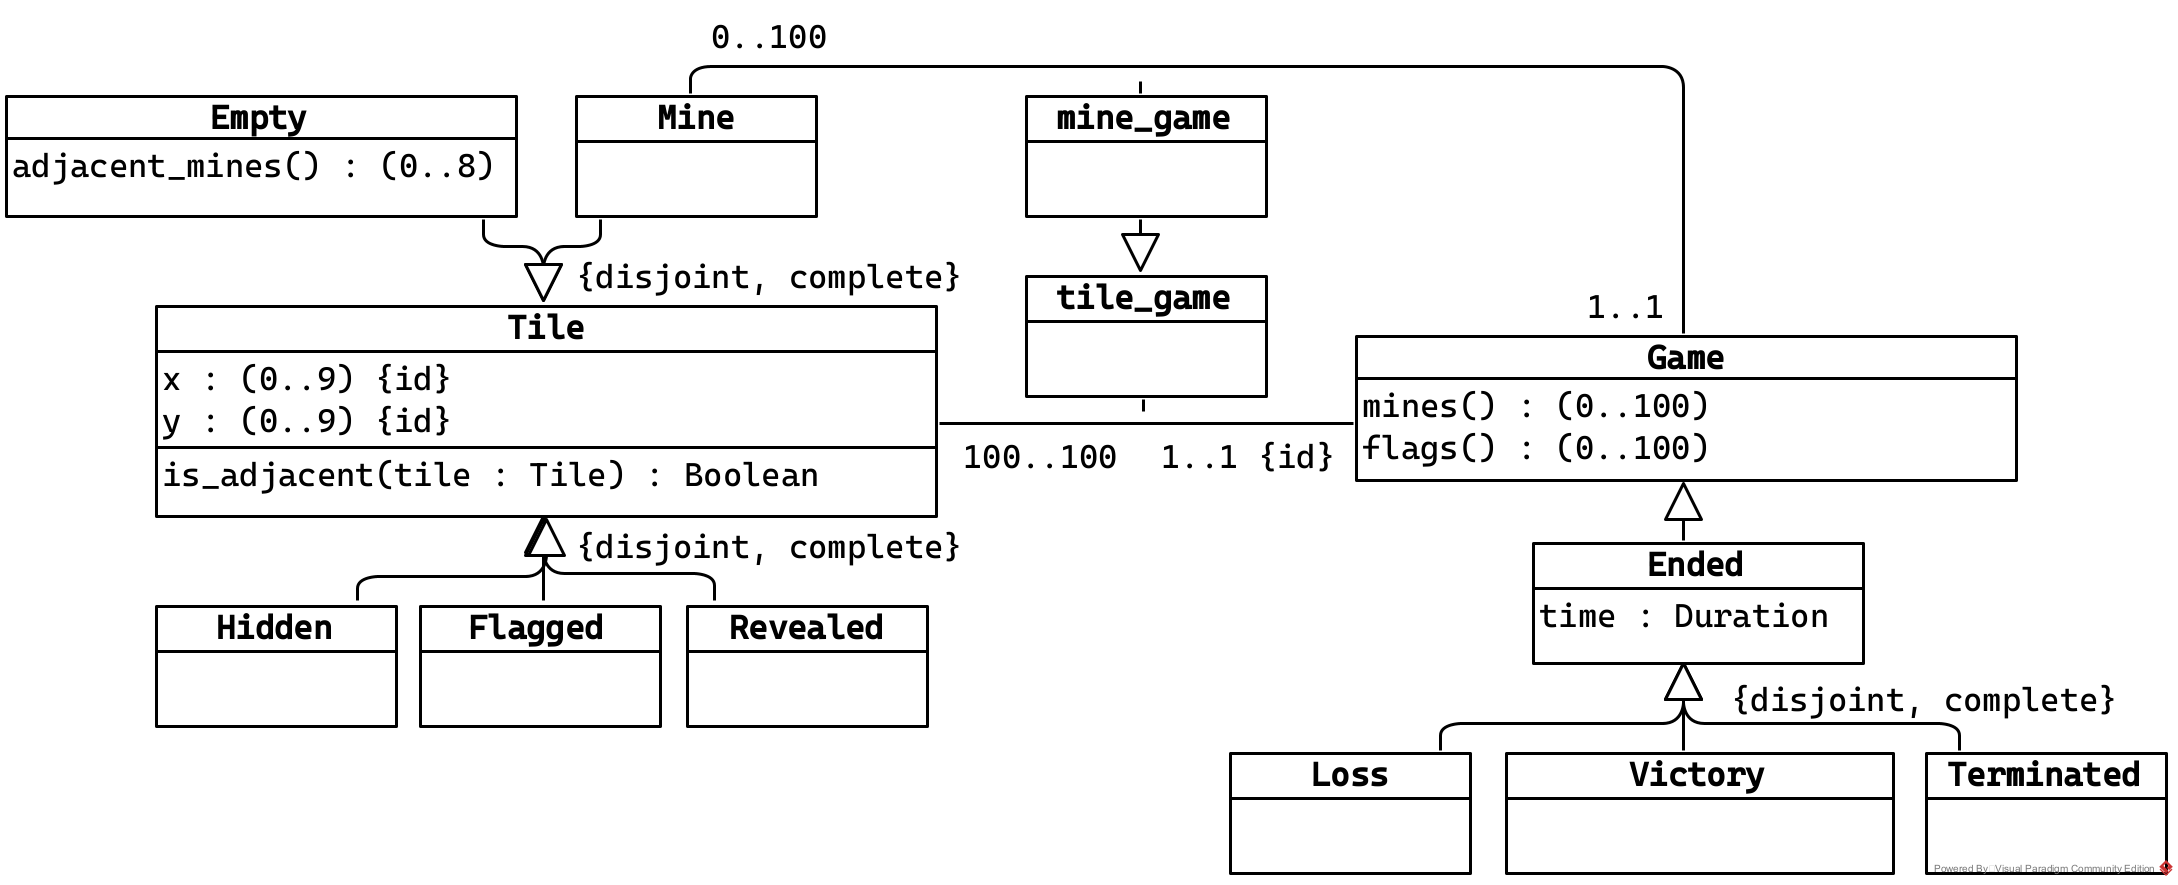 0..100
Empty
adjacent_mines() : (0..8)
Mine
mine_game
{disjoint, complete}
tile_game
1..1
Tile
x : (0..9) {id}
y : (0..9) {id}
is_adjacent(tile : Tile) : Boolean
100..100
1..1 {id}
Game
mines() : (0..100)
flags() : (0..100)
{disjoint, complete}
Hidden
Flagged
Revealed
Ended
time : Duration
{disjoint, complete}
Loss
Victory
Terminated
Powered By: Visual Paradigm Community Edition